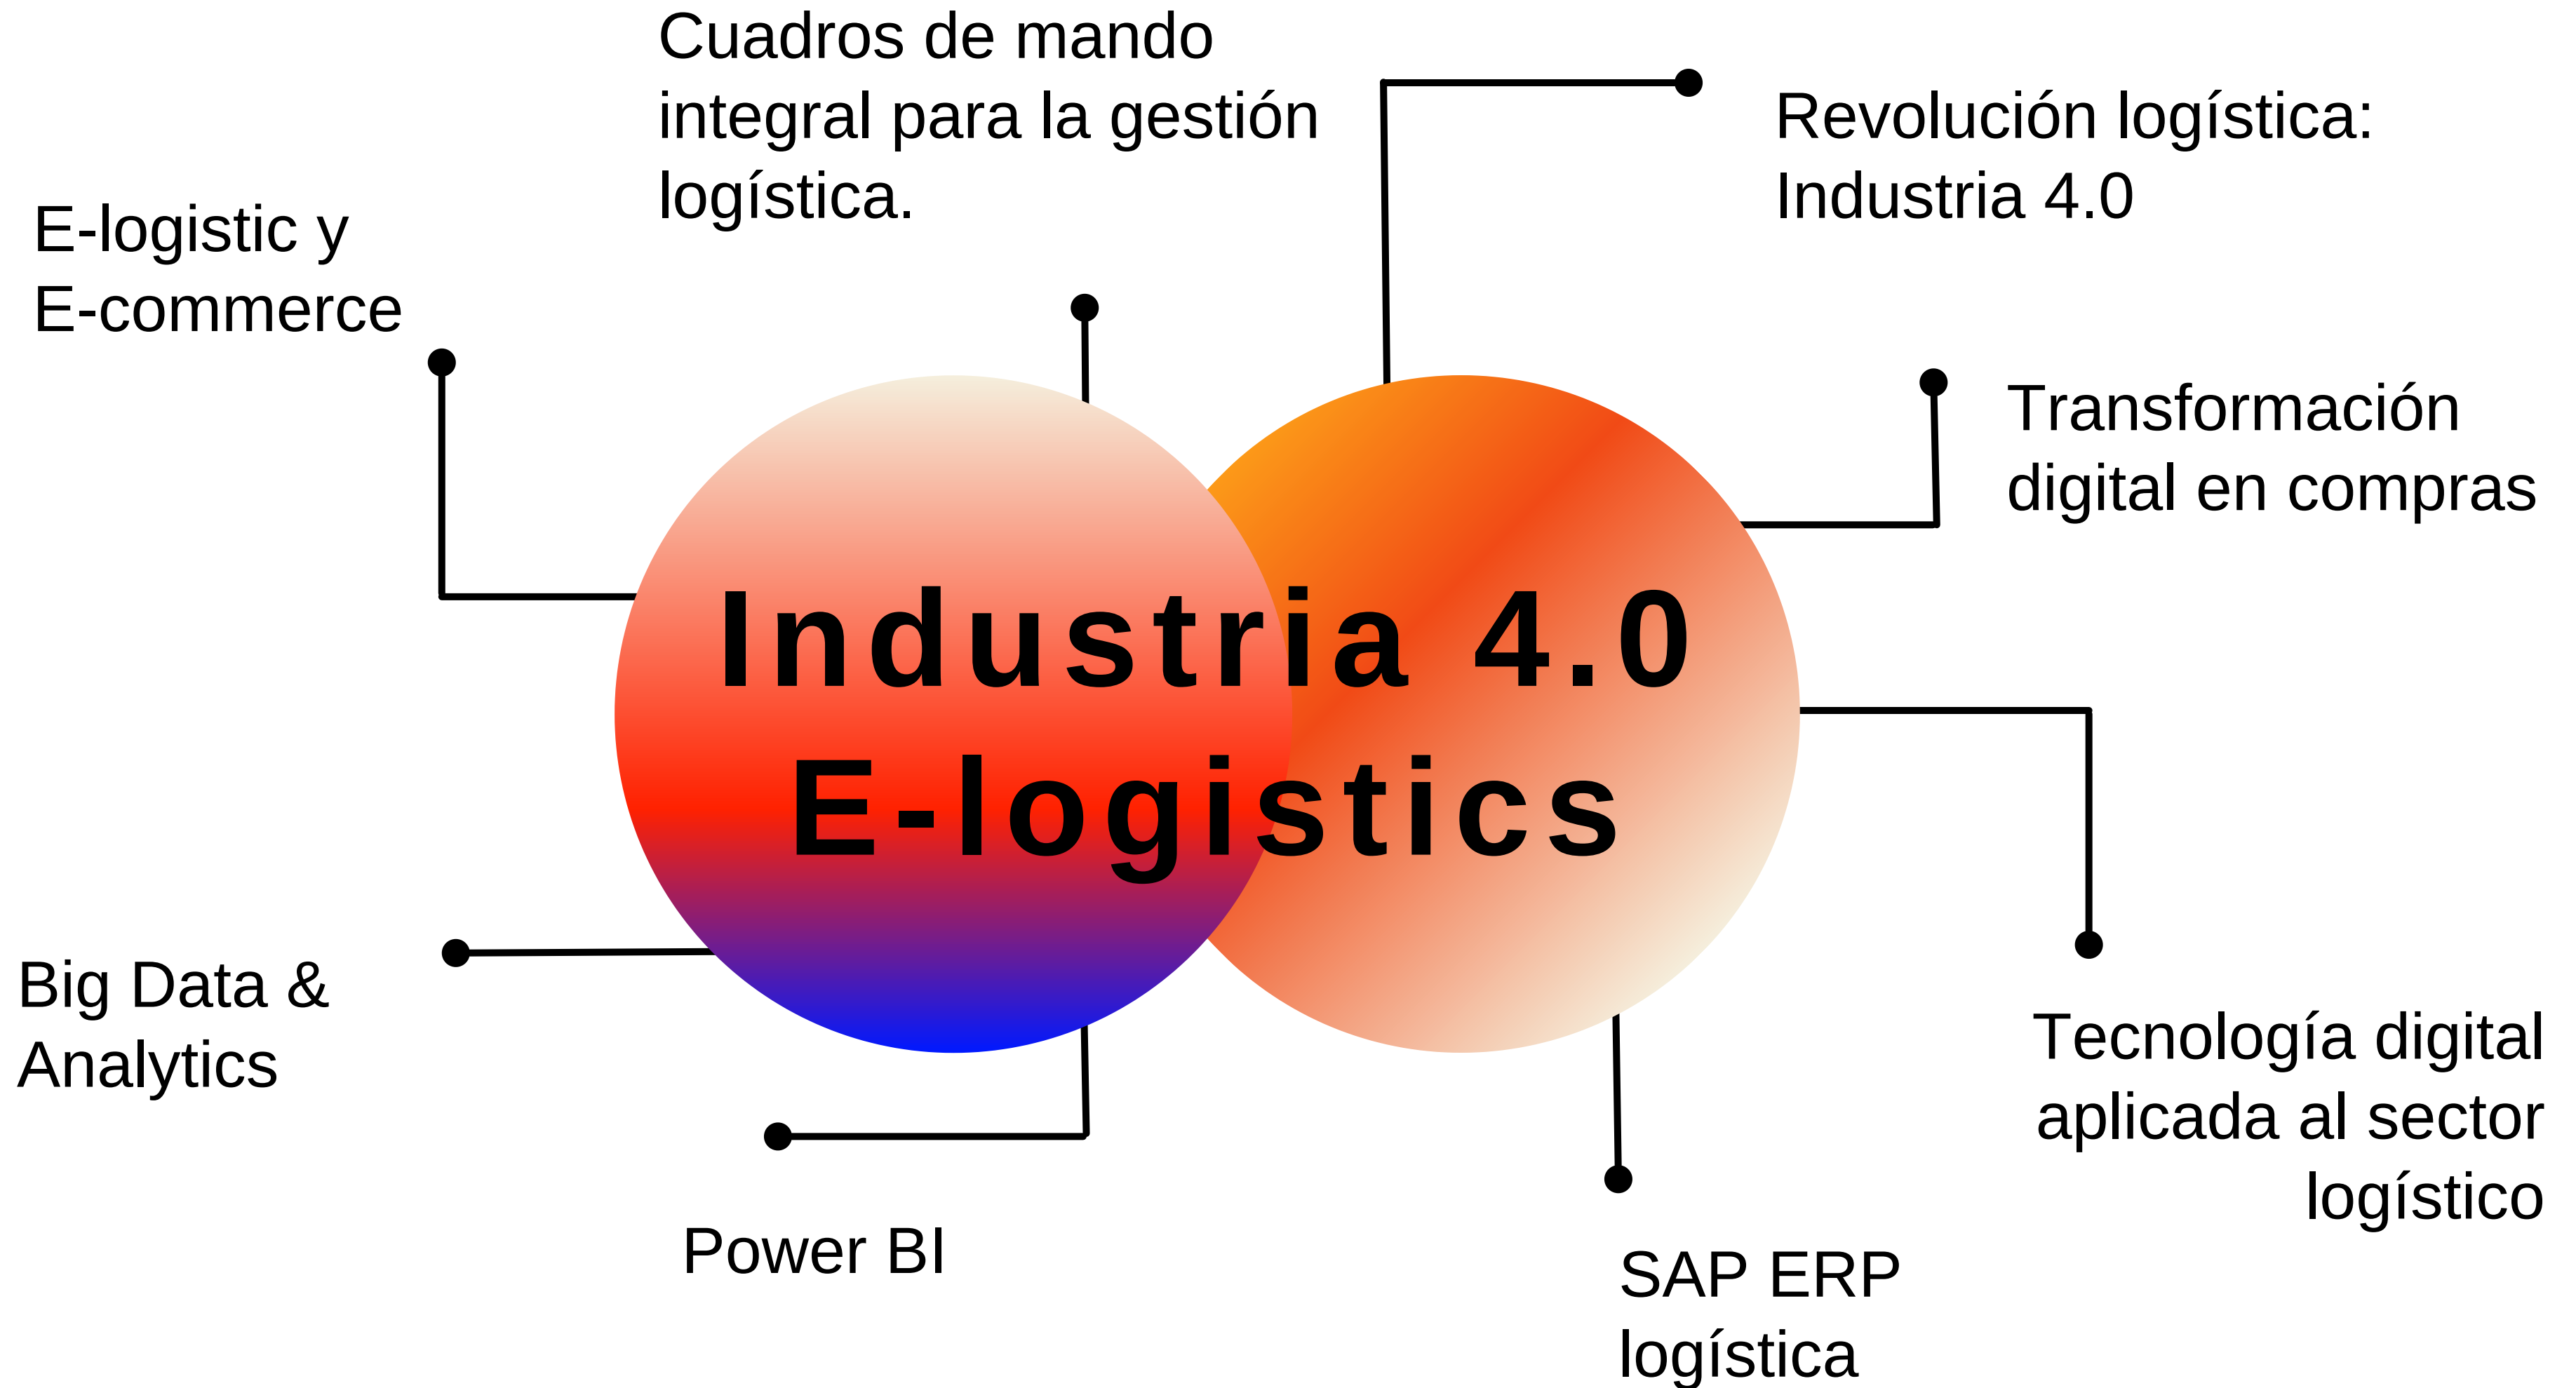 Cuadros de mando
integral para la gestión
logística.
Revolución logística:
Industria 4.0
E-logistic y
E-commerce
Transformación
digital en compras
Industria 4.0
E-logistics
Big Data &
Analytics
Tecnología digital
aplicada al sector
logístico
Power BI
SAP ERP
logística